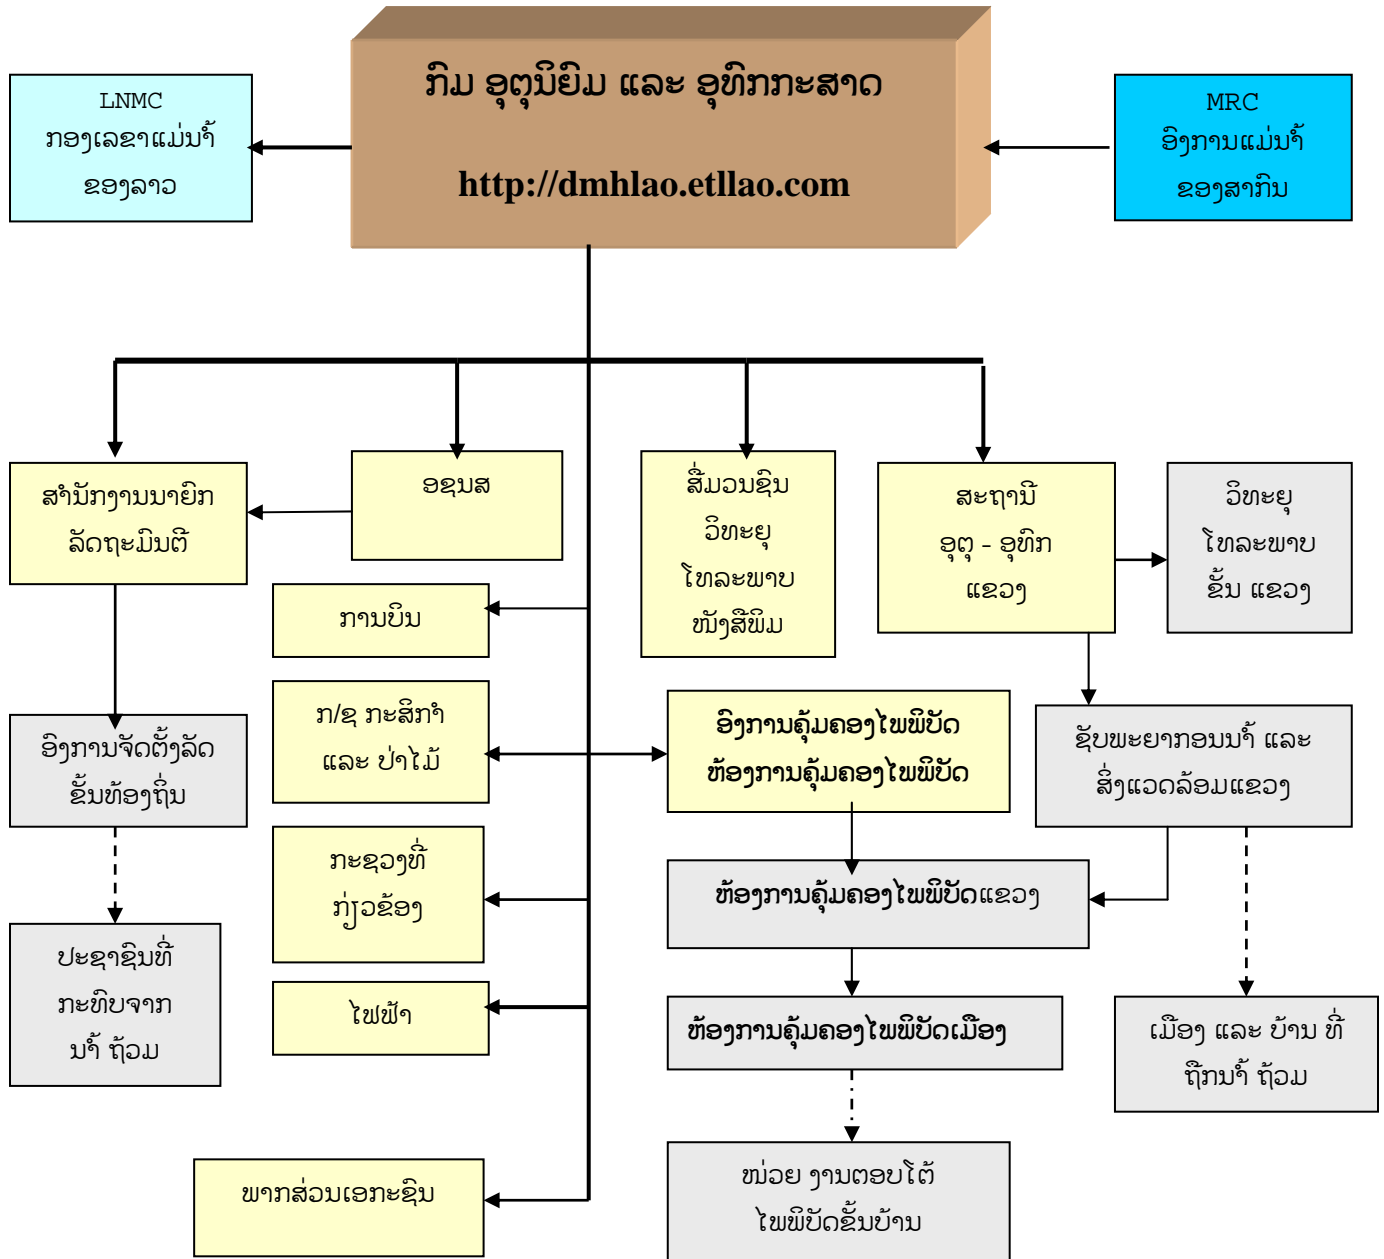 ກົມ ອຸຕຸນິຍົມ ແລະ ອຸທົກກະສາດ
http://dmhlao.etllao.com
LNMC
ກອງເລຂາແມ່ນໍ້າ
ຂອງລາວ
MRC
ອົງການແມ່ນໍ້າ
ຂອງສາກົນ
ສໍານັກງານນາຍົກ
ລັດຖະມົນຕີ
ອຊນສ
ສື່ມວນຊົນ
ວິທະຍຸ
ໂທລະພາບ
ໜັງສືພິມ
ສະຖານີ
ອຸຕຸ - ອຸທົກ
ແຂວງ
ວິທະຍຸ
ໂທລະພາບ
ຂັ້ນ ແຂວງ
ການບິນ
ກ/ຊ ກະສິກໍາ
ແລະ ປ່າໄມ້
ອົງການຄຸ້ມຄອງໄພພິບັດ
ຫ້ອງການຄຸ້ມຄອງໄພພິບັດ
ຊັບພະຍາກອນນໍ້າ ແລະ
ສິ່ງແວດລ້ອມແຂວງ
ອົງການຈັດຕັ້ງລັດ
ຂັ້ນທ້ອງຖິ່ນ
ກະຊວງທີ່
ກ່ຽວຂ້ອງ
ຫ້ອງການຄຸ້ມຄອງໄພພິບັດແຂວງ
ປະຊາຊົນທີ່
ກະທົບຈາກ
ນໍ້າ ຖ້ວມ
ໄຟຟ້າ
ຫ້ອງການຄຸ້ມຄອງໄພພິບັດເມືອງ
ເມືອງ ແລະ ບ້ານ ທີ່
ຖືກນໍ້າ ຖ້ວມ
ພາກສ່ວນເອກະຊົນ
ໜ່ວຍ ງານຕອບໂຕ້
ໄພພິບັດຂັ້ນບ້ານ